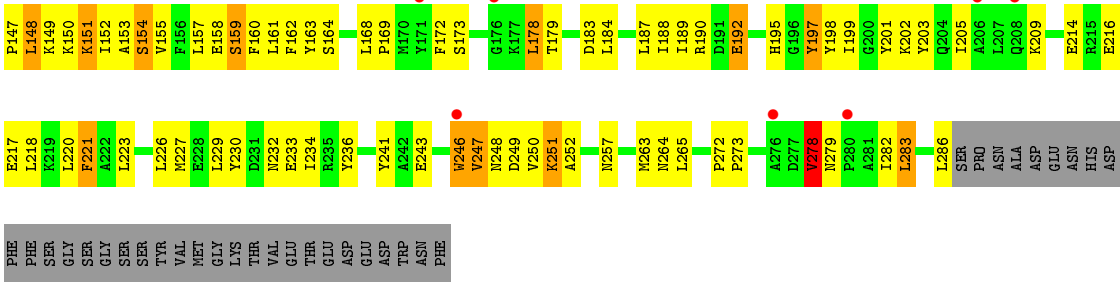 P147 L148 K149 K150 K151 I152 A153 S154 V155 F156 L157 E158 S159 F160 L161 F162 Y163 S164 L168 P169 M170 Y171 F172 S173 G176 K177 L178 T179 D183 L184 L187 I188 I189 R190 D191 E192 H195 G196 Y197 Y198 I199 G200 Y201 K202 Y203 Q204 I205 A206 L207 Q208 K209 E214 R215 E216
E217 L218 K219 L220 F221 A222 L223 L226 M227 E228 L229 Y230 D231 N232 E233 I234 R235 Y236 Y241 A242 E243 W246 V247 N248 D249 V250 K251 A252 N257 M263 N264 L265 P272 P273 A276 D277 V278 N279 P280 A281 I282 L283 L286 SER PRO ASN ALA ASP GLU ASN HIS ASP
PHE PHE SER GLY SER GLY SER SER TYR VAL MET GLY LYS THR VAL GLU THR GLU ASP GLU ASP TRP ASN PHE